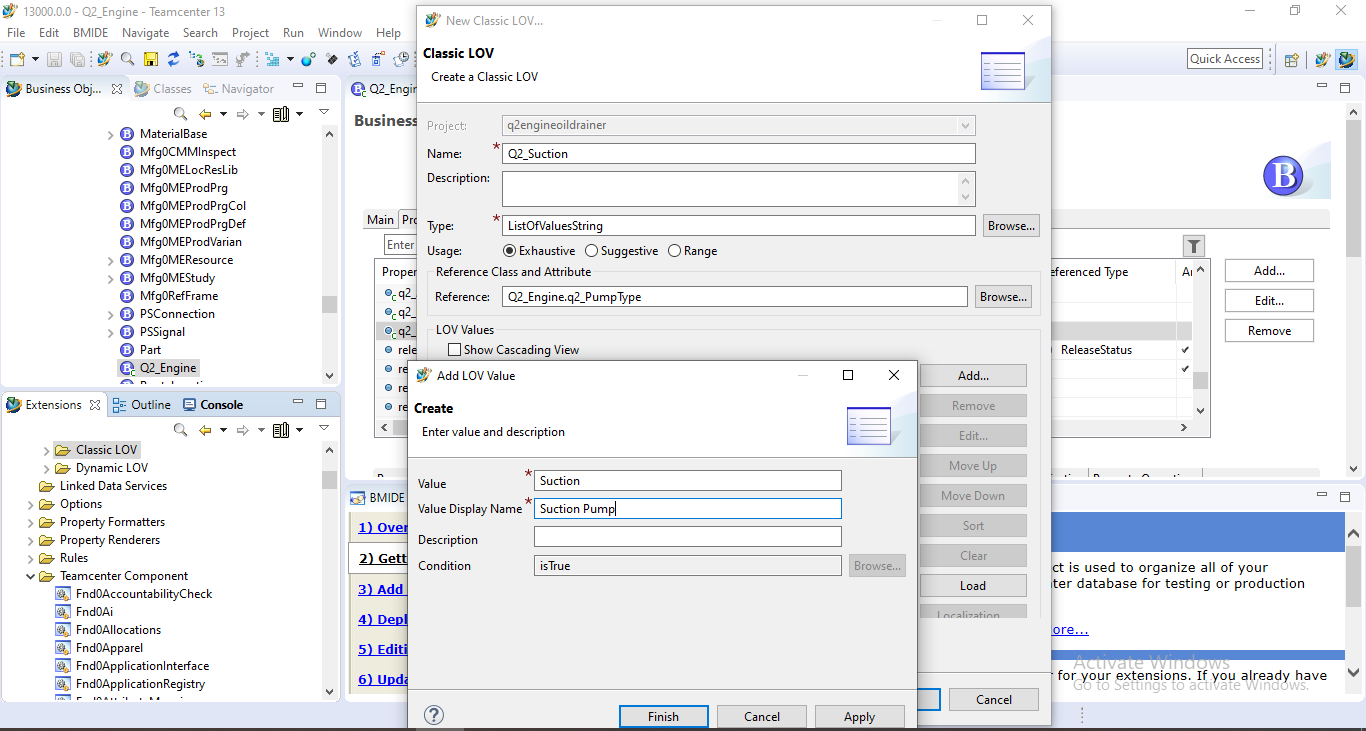 13000.0.0 - Q2_Engine - Teamcenter 13
File Edit BMIDE Navigate Search Project Run Window Help
Quick Access
Business Obj... Classes Navigator
MaterialBase
Mfg0CMMInspect
Mfg0MELocResLib
Mfg0MEProdPrg
Mfg0MEProdPrgCol
Mfg0MEProdPrgDef
Mfg0MEProdVarian
Mfg0MEResource
Mfg0MEStudy
Mfg0RefFrame
PSConnection
PSSignal
Part
Q2_Engine
Extensions Outline Console
Classic LOV
Dynamic LOV
Linked Data Services
Options
Property Formatters
Property Renderers
Rules
Teamcenter Component
Fnd0AccountabilityCheck
Fnd0Ai
Fnd0Allocations
Fnd0Apparel
Fnd0ApplicationInterface
Fnd0ApplicationRegistry
Q2_Engin
Business
Main Pro
Enter
Proper
q2_
q2_
q2_
rele
re
re
re
eferenced Type
ReleaseStatus
Add...
Edit...
Remove
BMIDE
1) Over
2) Gett
3) Add
4) Depl
5) Editi
6) Upda
ct is used to organize all of your
ter database for testing or production
ore...
r for your extensions. If you already have
Activate Windows
Go to Settings to activate Windows.
New Classic LOV...
Classic LOV
Create a Classic LOV
Project: q2engineoildrainer
Name: * Q2_Suction
Description:
Type: * ListOfValuesString Browse...
Usage: Exhaustive Suggestive Range
Reference Class and Attribute
Reference: Q2_Engine.q2_PumpType Browse...
LOV Values
Show Cascading View
Add...
Remove
Edit...
Move Up
Move Down
Sort
Clear
Load
Localization...
Cancel
Add LOV Value
Create
Enter value and description
Value * Suction
Value Display Name * Suction Pump
Description
Condition isTrue Browse...
? Finish Cancel Apply